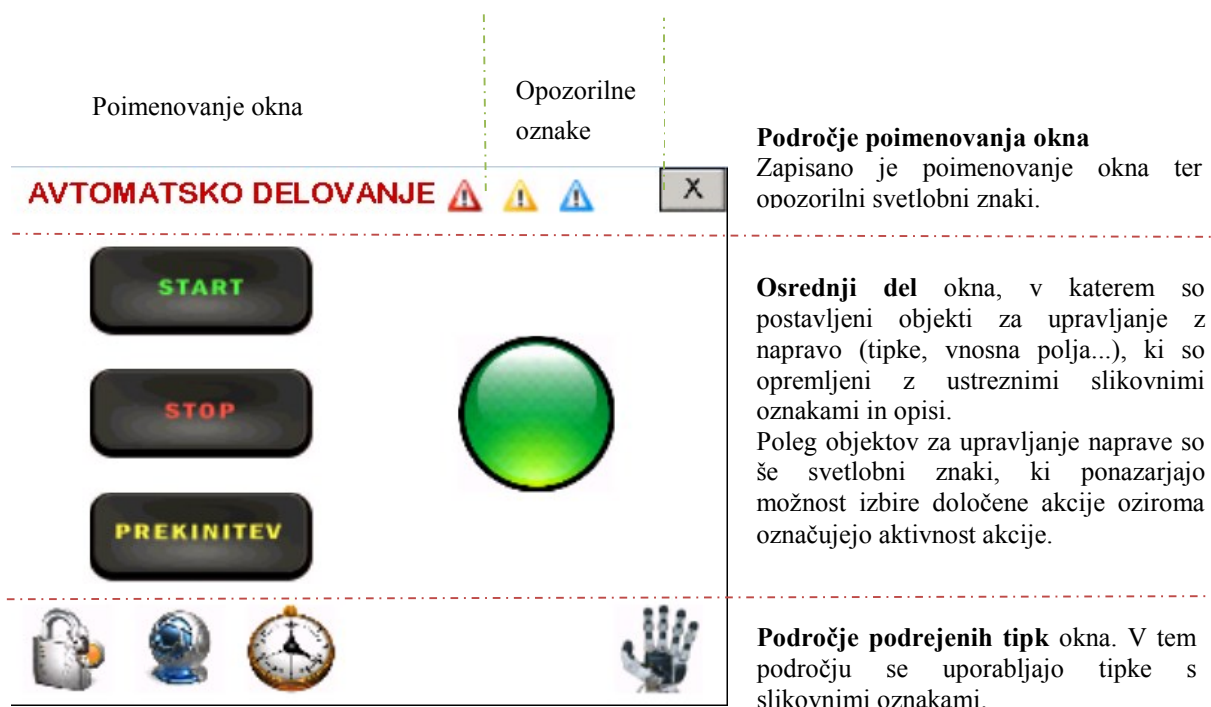 Poimenovanje okna
Opozorilne
oznake
AVTOMATSKO DELOVANJE
X
START
STOP
PREKINITEV
Področje poimenovanja okna
Zapisano je poimenovanje okna ter
opozorilni svetlobni znaki.
Osrednji del okna, v katerem so
postavljeni objekti za upravljanje z
napravo (tipke, vnosna polja...), ki so
opremljeni z ustreznimi slikovnimi
oznakami in opisi.
Poleg objektov za upravljanje naprave so
še svetlobni znaki, ki ponazarjajo
možnost izbire določene akcije oziroma
označujejo aktivnost akcije.
Področje podrejenih tipk okna. V tem
področju se uporabljajo tipke s
slikovnimi oznakami.